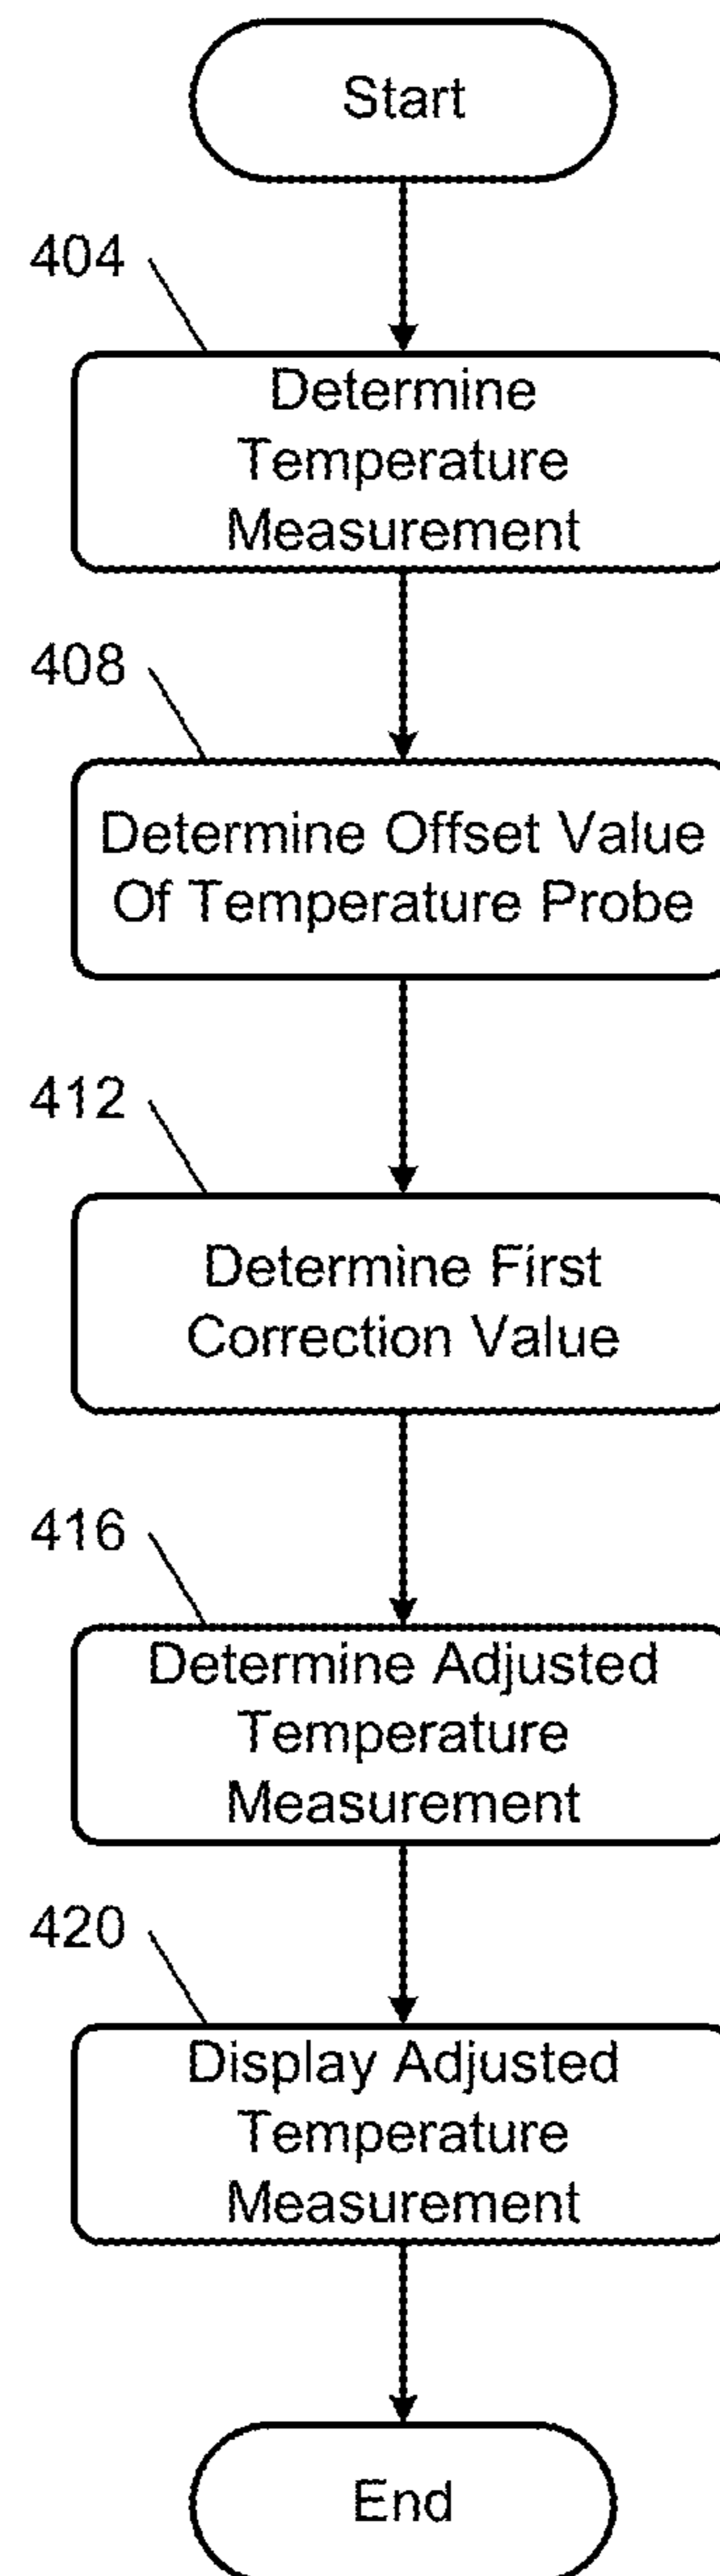 Start
404
Determine
Temperature
Measurement
408
Determine Offset Value
Of Temperature Probe
412
Determine First
Correction Value
416
Determine Adjusted
Temperature
Measurement
420
Display Adjusted
Temperature
Measurement
End